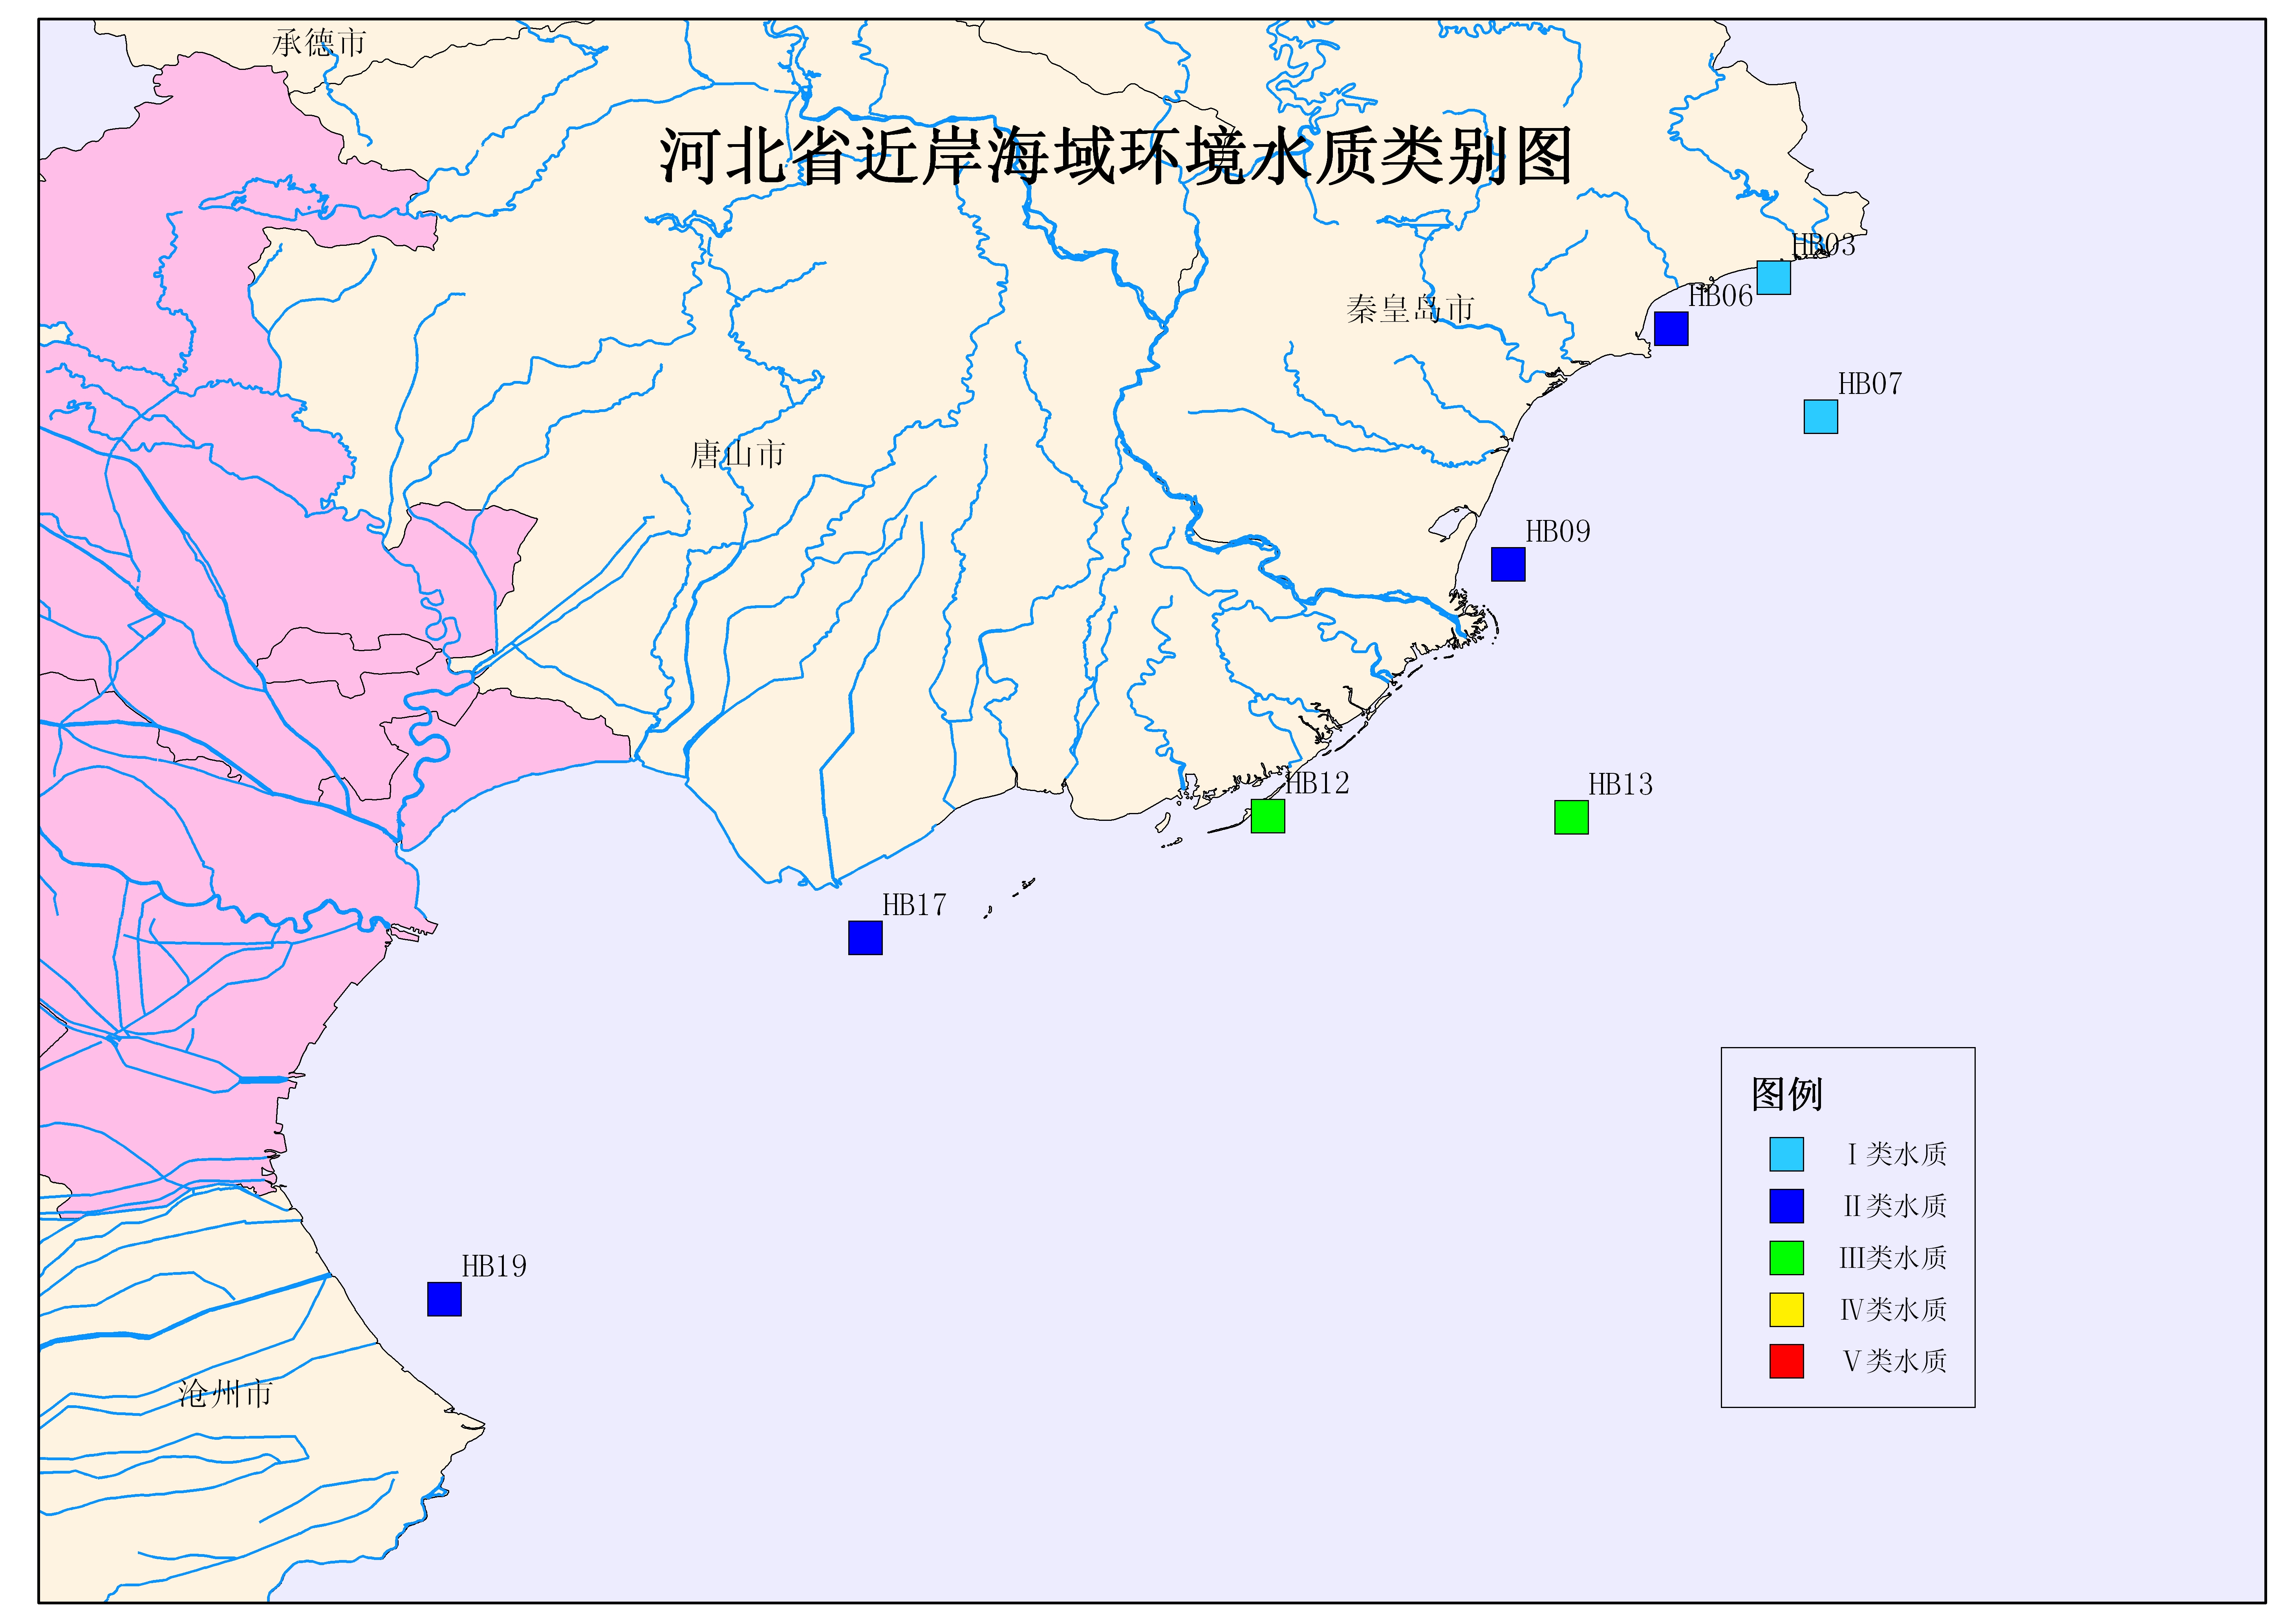 承德市
河北省近岸海域环境水质类别图
HB03
HB06
秦皇岛市
HB07
唐山市
HB09
HB12
HB13
HB17
图例
Ⅰ类水质
Ⅱ类水质
Ⅲ类水质
Ⅳ类水质
Ⅴ类水质
HB19
沧州市